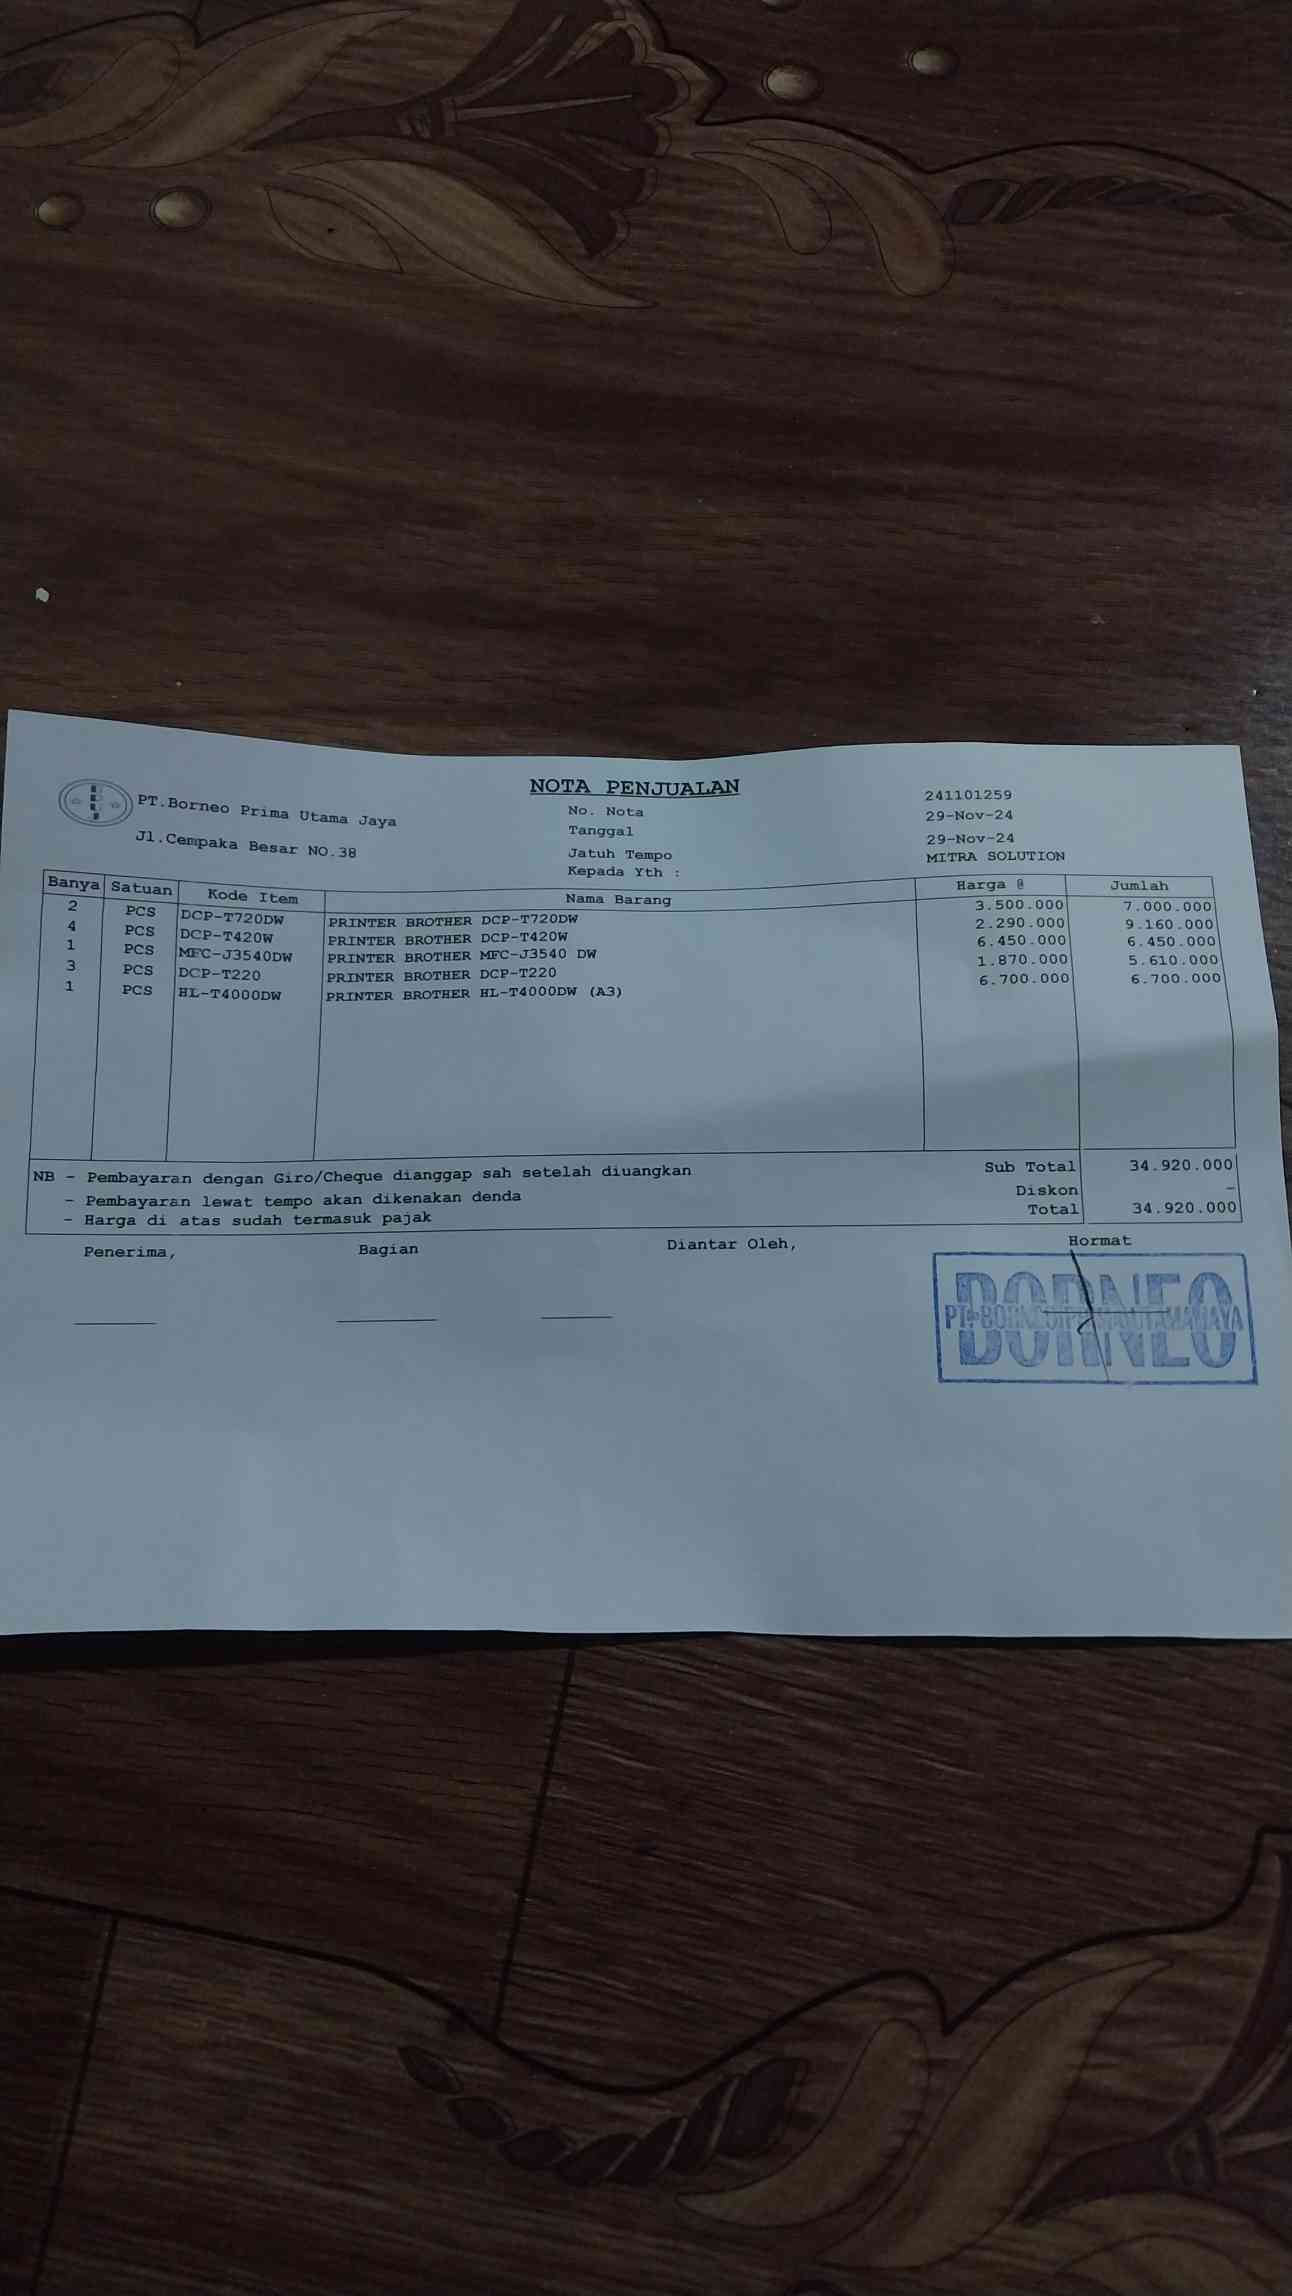 NOTA PENJUALAN
PT.Borneo Prima Utama Jaya
Jl.Cempaka Besar NO.38
No. Nota 241101259
Tanggal 29-Nov-24
Jatuh Tempo 29-Nov-24
Kepada Yth : MITRA SOLUTION
Banya Satuan Kode Item Nama Barang Harga @ Jumlah
2 PCS DCP-T720DW PRINTER BROTHER DCP-T720DW 3.500.000 7.000.000
4 PCS DCP-T420W PRINTER BROTHER DCP-T420W 2.290.000 9.160.000
1 PCS MFC-J3540DW PRINTER BROTHER MFC-J3540 DW 6.450.000 6.450.000
3 PCS DCP-T220 PRINTER BROTHER DCP-T220 1.870.000 5.610.000
1 PCS HL-T4000DW PRINTER BROTHER HL-T4000DW (A3) 6.700.000 6.700.000
NB - Pembayaran dengan Giro/Cheque dianggap sah setelah diuangkan Sub Total 34.920.000
- Pembayaran lewat tempo akan dikenakan denda Diskon -
- Harga di atas sudah termasuk pajak Total 34.920.000
Penerima, Bagian Diantar Oleh, Hormat
BORNEO
PT. BORNEO PRIMA UTAMA JAYA